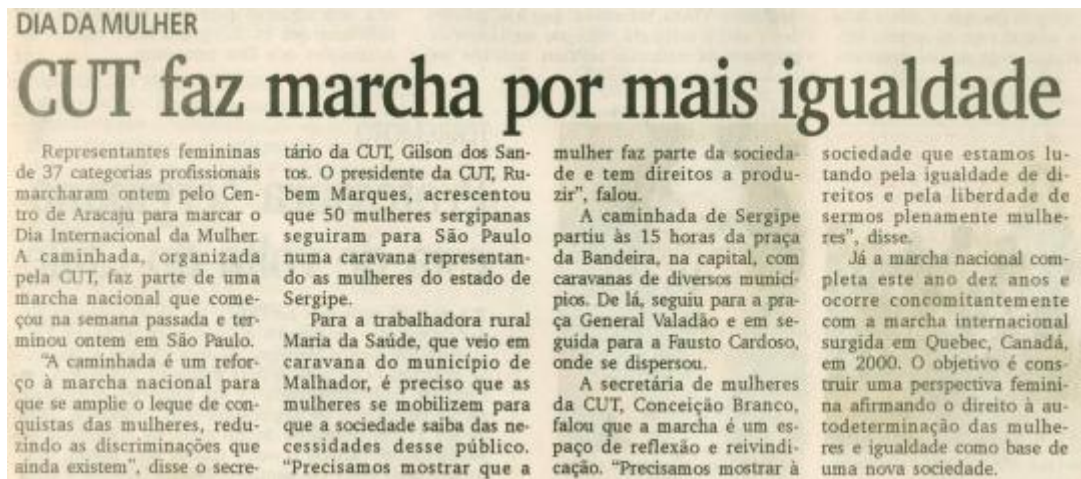 DIA DA MULHER
CUT faz marcha por mais igualdade
Representantes femininas
de 37 categorias profissionais
marcharam ontem pelo Cen-
tro de Aracaju para marcar o
Dia Internacional da Mulher.
A caminhada, organizada
pela CUT, faz parte de uma
marcha nacional que come-
çou na semana passada e ter-
minou ontem em São Paulo.
"A caminhada é um refor-
ço à marcha nacional para
que se amplie o leque de con-
quistas das mulheres, redu-
zindo as discriminações que
ainda existem", disse o secre-
tário da CUT, Gilson dos San-
tos. O presidente da CUT, Ru-
bem Marques, acrescentou
que 50 mulheres sergipanas
seguiram para São Paulo
numa caravana representan-
do as mulheres do estado de
Sergipe.
Para a trabalhadora rural
Maria da Saúde, que veio em
caravana do município de
Malhador, é preciso que as
mulheres se mobilizem para
que a sociedade saiba das ne-
cessidades desse público.
"Precisamos mostrar que a
mulher faz parte da socieda-
de e tem direitos a produ-
zir", falou.
A caminhada de Sergipe
partiu às 15 horas da praça
da Bandeira, na capital, com
caravanas de diversos municí-
pios. De lá, seguiu para a pra-
ça General Valadão e em se-
guida para a Fausto Cardoso,
onde se dispersou.
A secretária de mulheres
da CUT, Conceição Branco,
falou que a marcha é um es-
paço de reflexão e reivindi-
cação. "Precisamos mostrar à
sociedade que estamos lu-
tando pela igualdade de di-
reitos e pela liberdade de
sermos plenamente mulhe-
res", disse.
Já a marcha nacional com-
pleta este ano dez anos e
ocorre concomitantemente
com a marcha internacional
surgida em Quebec, Canadá,
em 2000. O objetivo é cons-
truir uma perspectiva femini-
na afirmando o direito à au-
todeterminação das mulhe-
res e igualdade como base de
uma nova sociedade.